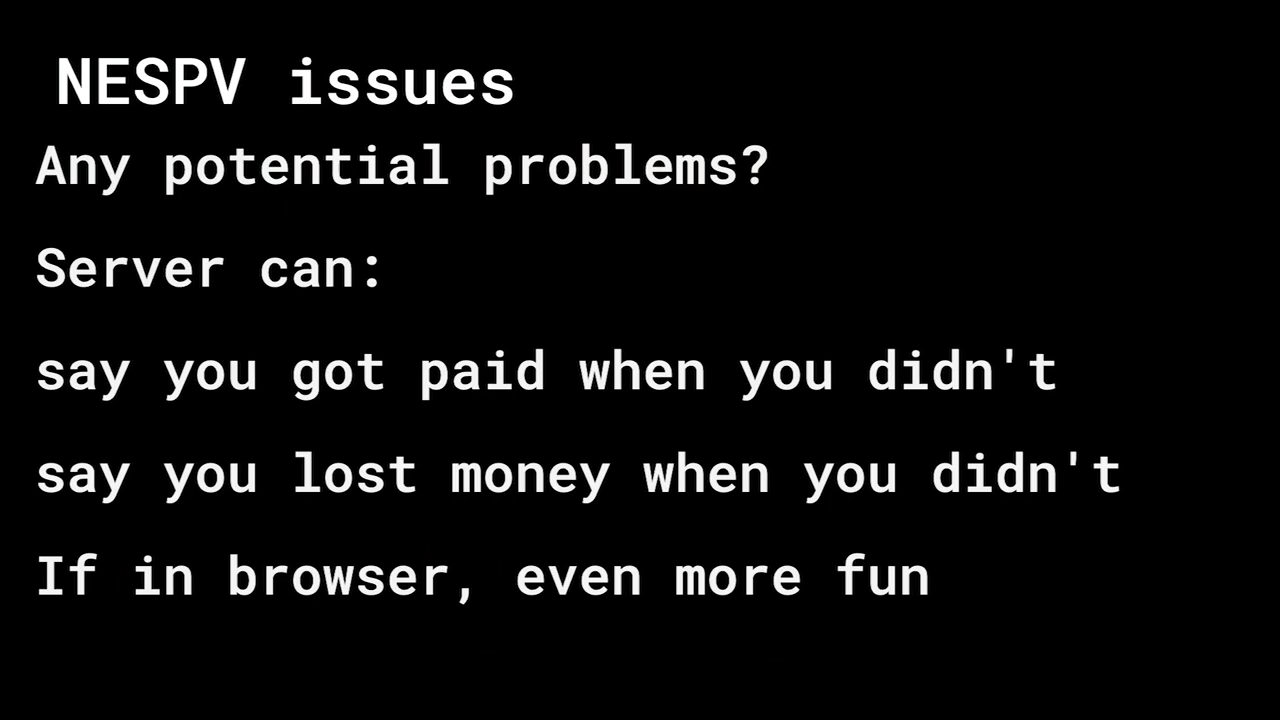 NESPV issues
Any potential problems?
Server can:
say you got paid when you didn't
say you lost money when you didn't
If in browser, even more fun